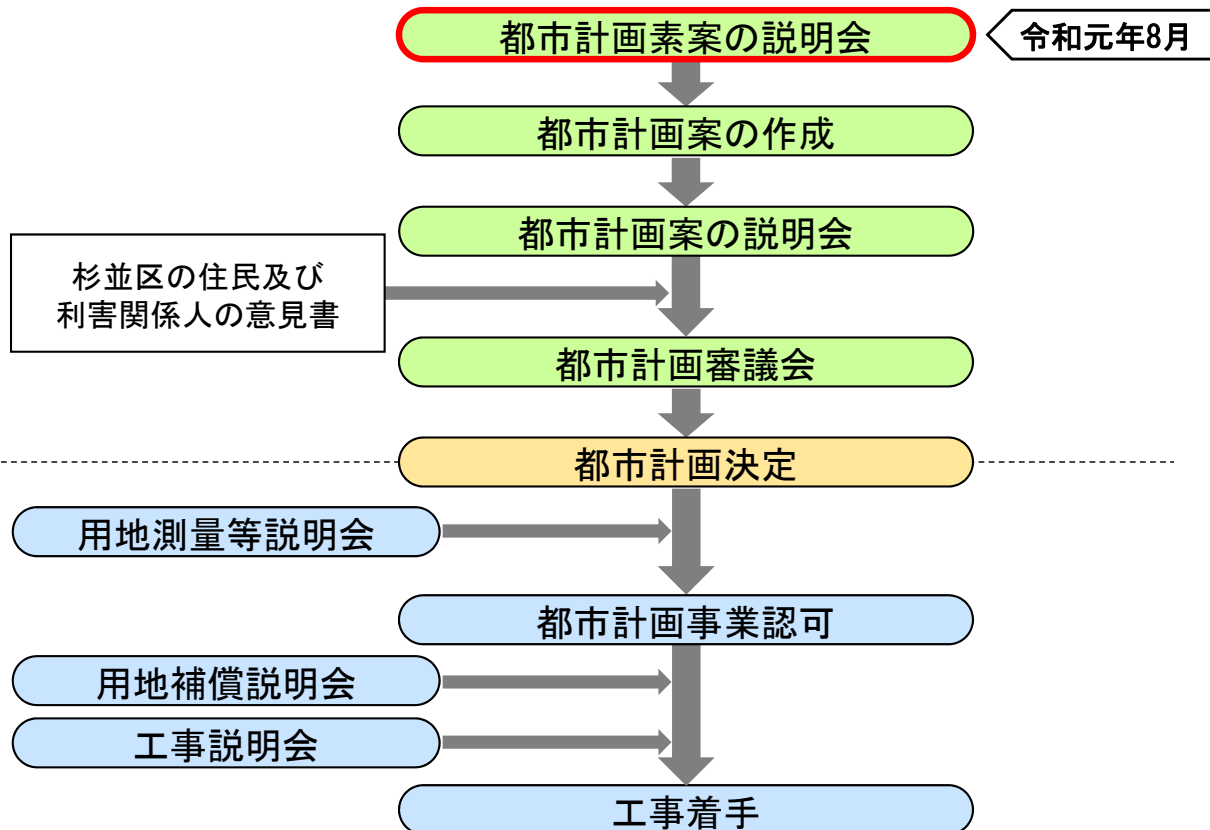 都市計画素案の説明会
令和元年8月
都市計画案の作成
都市計画案の説明会
杉並区の住民及び
利害関係人の意見書
都市計画審議会
都市計画決定
用地測量等説明会
都市計画事業認可
用地補償説明会
工事説明会
工事着手